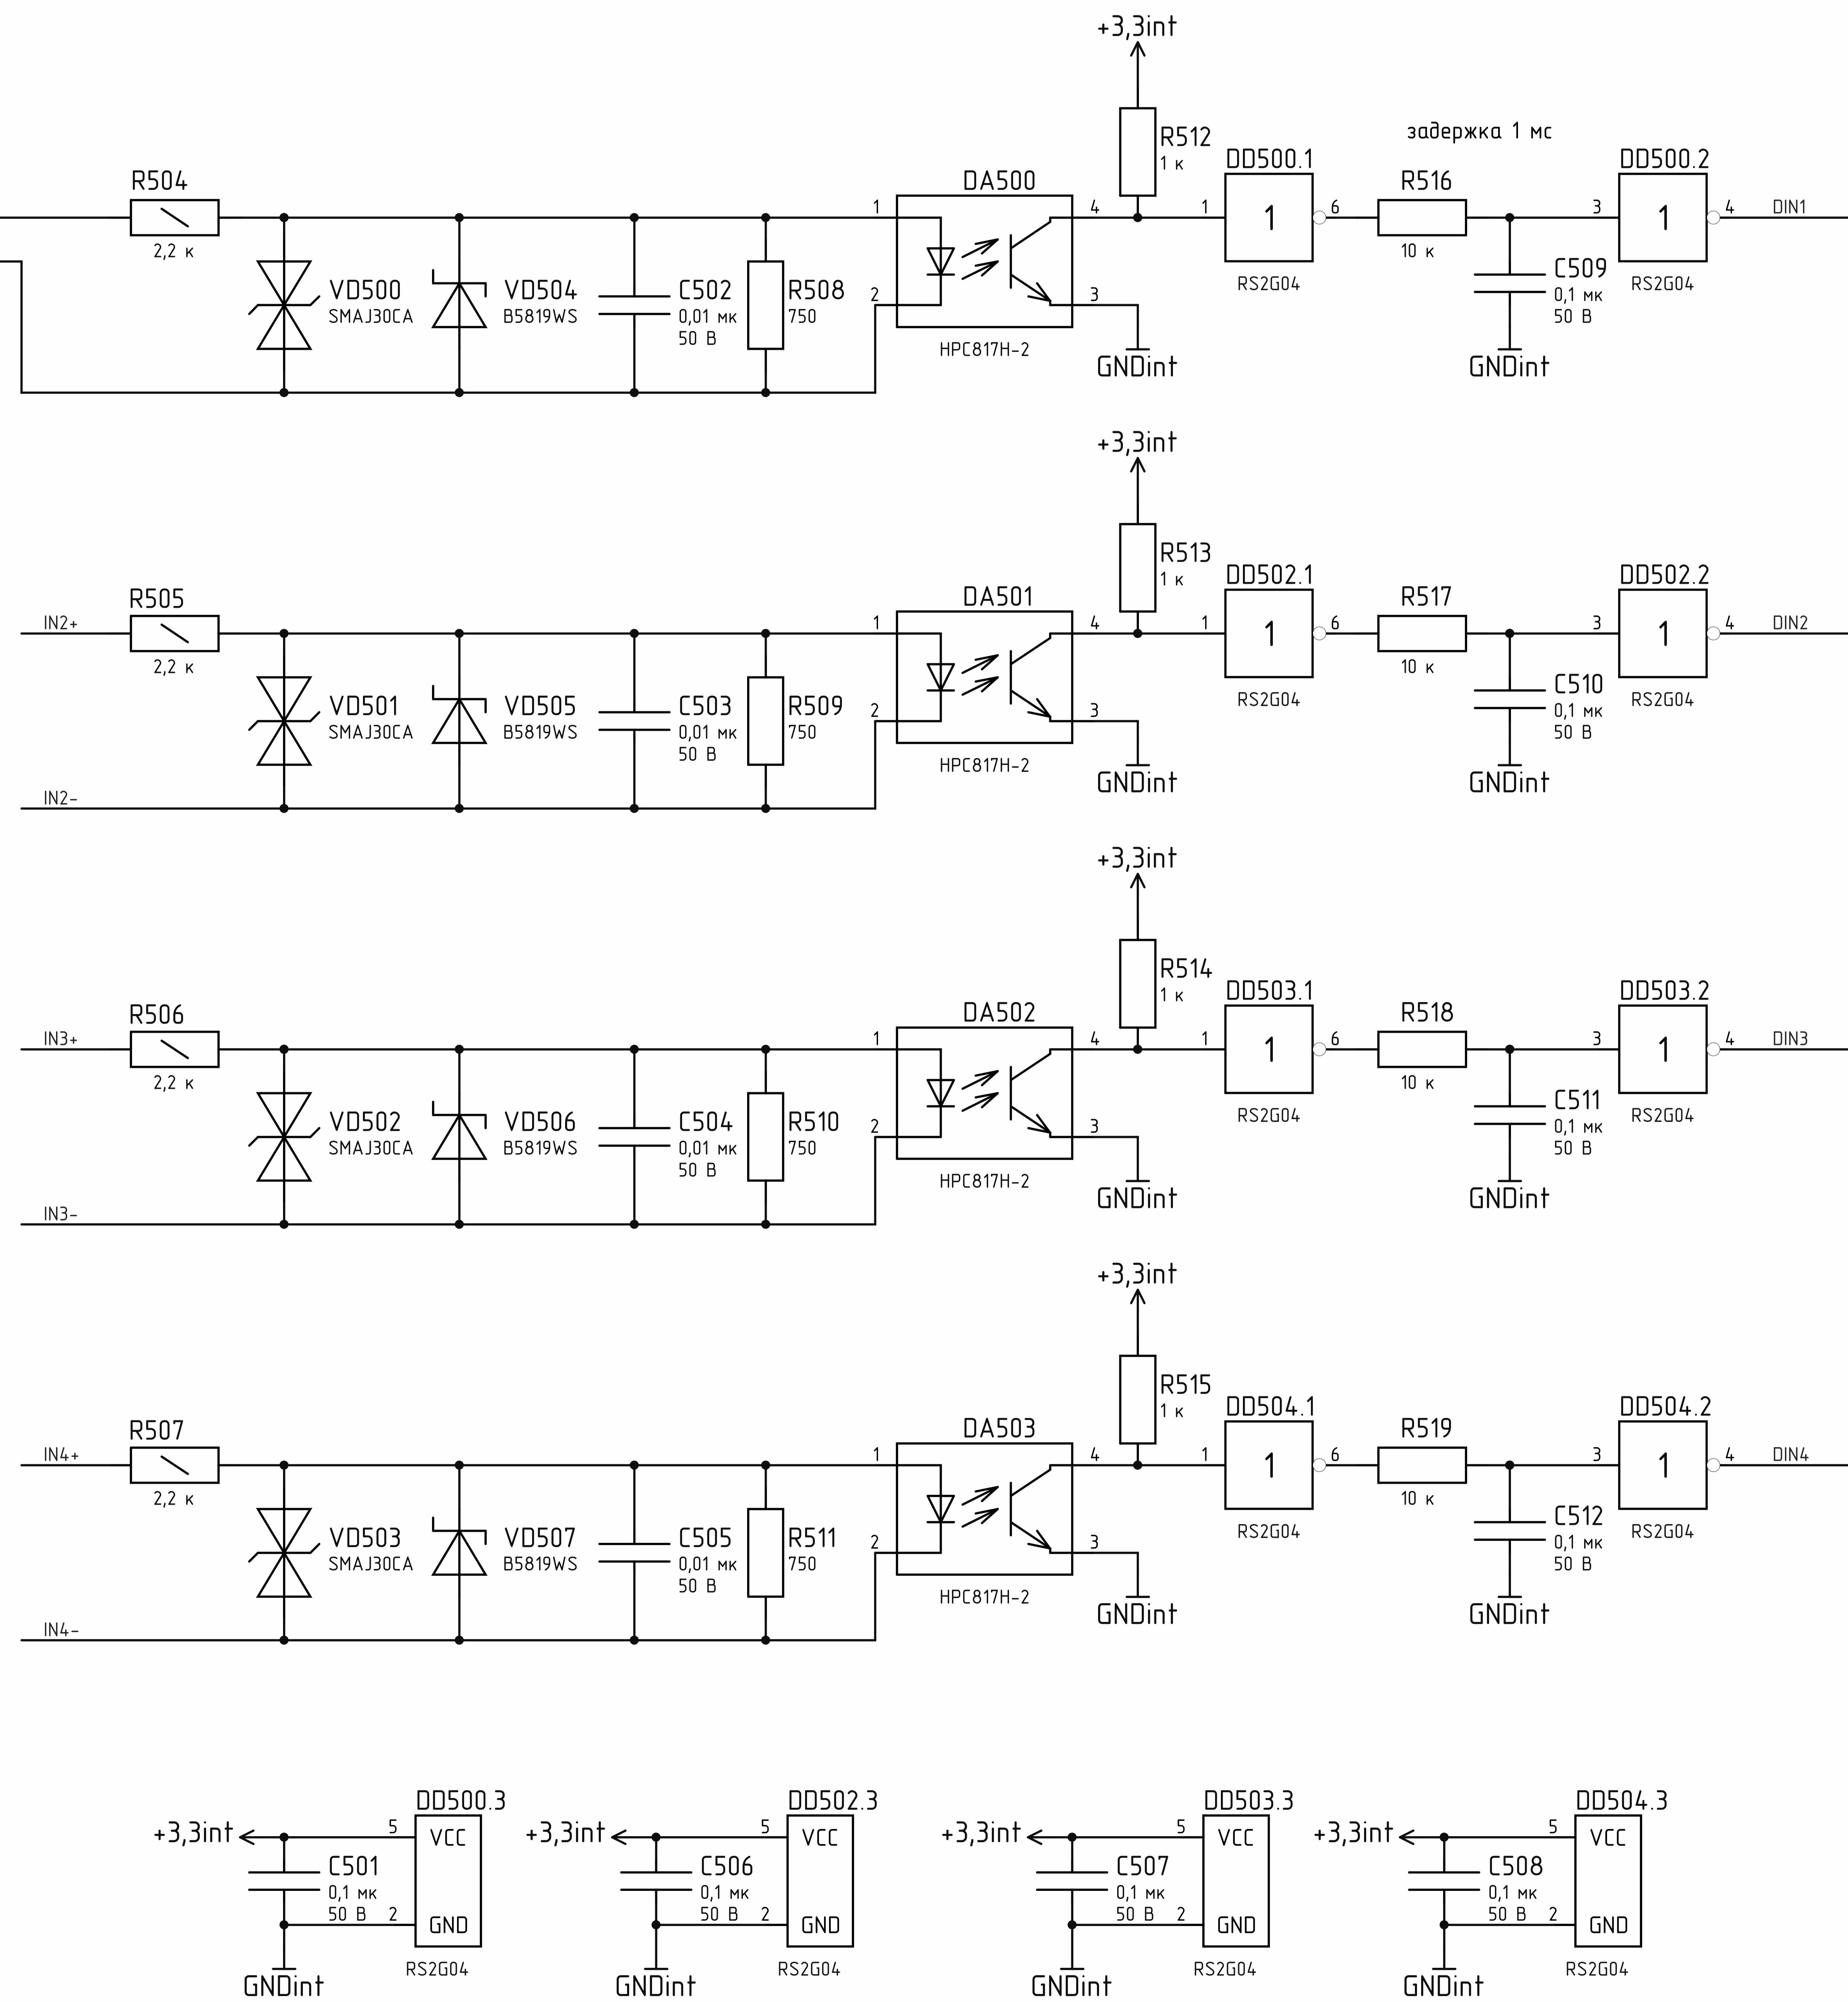 +3,3int
R512
1 к
задержка 1 мс
R504
2,2 к
DA500
1
2
4
3
HPC817H-2
DD500.1
1
1
6
RS2G04
R516
10 к
DD500.2
3
1
4
RS2G04
DIN1
VD500
SMAJ30CA
VD504
B5819WS
C502
0,01 мк
50 В
R508
750
GNDint
C509
0,1 мк
50 В
GNDint
+3,3int
R513
1 к
IN2+
R505
2,2 к
DA501
1
2
4
3
HPC817H-2
DD502.1
1
1
6
RS2G04
R517
10 к
DD502.2
3
1
4
RS2G04
DIN2
VD501
SMAJ30CA
VD505
B5819WS
C503
0,01 мк
50 В
R509
750
GNDint
C510
0,1 мк
50 В
GNDint
IN2-
+3,3int
R514
1 к
IN3+
R506
2,2 к
DA502
1
2
4
3
HPC817H-2
DD503.1
1
1
6
RS2G04
R518
10 к
DD503.2
3
1
4
RS2G04
DIN3
VD502
SMAJ30CA
VD506
B5819WS
C504
0,01 мк
50 В
R510
750
GNDint
C511
0,1 мк
50 В
GNDint
IN3-
+3,3int
R515
1 к
IN4+
R507
2,2 к
DA503
1
2
4
3
HPC817H-2
DD504.1
1
1
6
RS2G04
R519
10 к
DD504.2
3
1
4
RS2G04
DIN4
VD503
SMAJ30CA
VD507
B5819WS
C505
0,01 мк
50 В
R511
750
GNDint
C512
0,1 мк
50 В
GNDint
IN4-
DD500.3
+3,3int
5
VCC
C501
0,1 мк
50 В
2
GND
GNDint
RS2G04
DD502.3
+3,3int
5
VCC
C506
0,1 мк
50 В
2
GND
GNDint
RS2G04
DD503.3
+3,3int
5
VCC
C507
0,1 мк
50 В
2
GND
GNDint
RS2G04
DD504.3
+3,3int
5
VCC
C508
0,1 мк
50 В
2
GND
GNDint
RS2G04